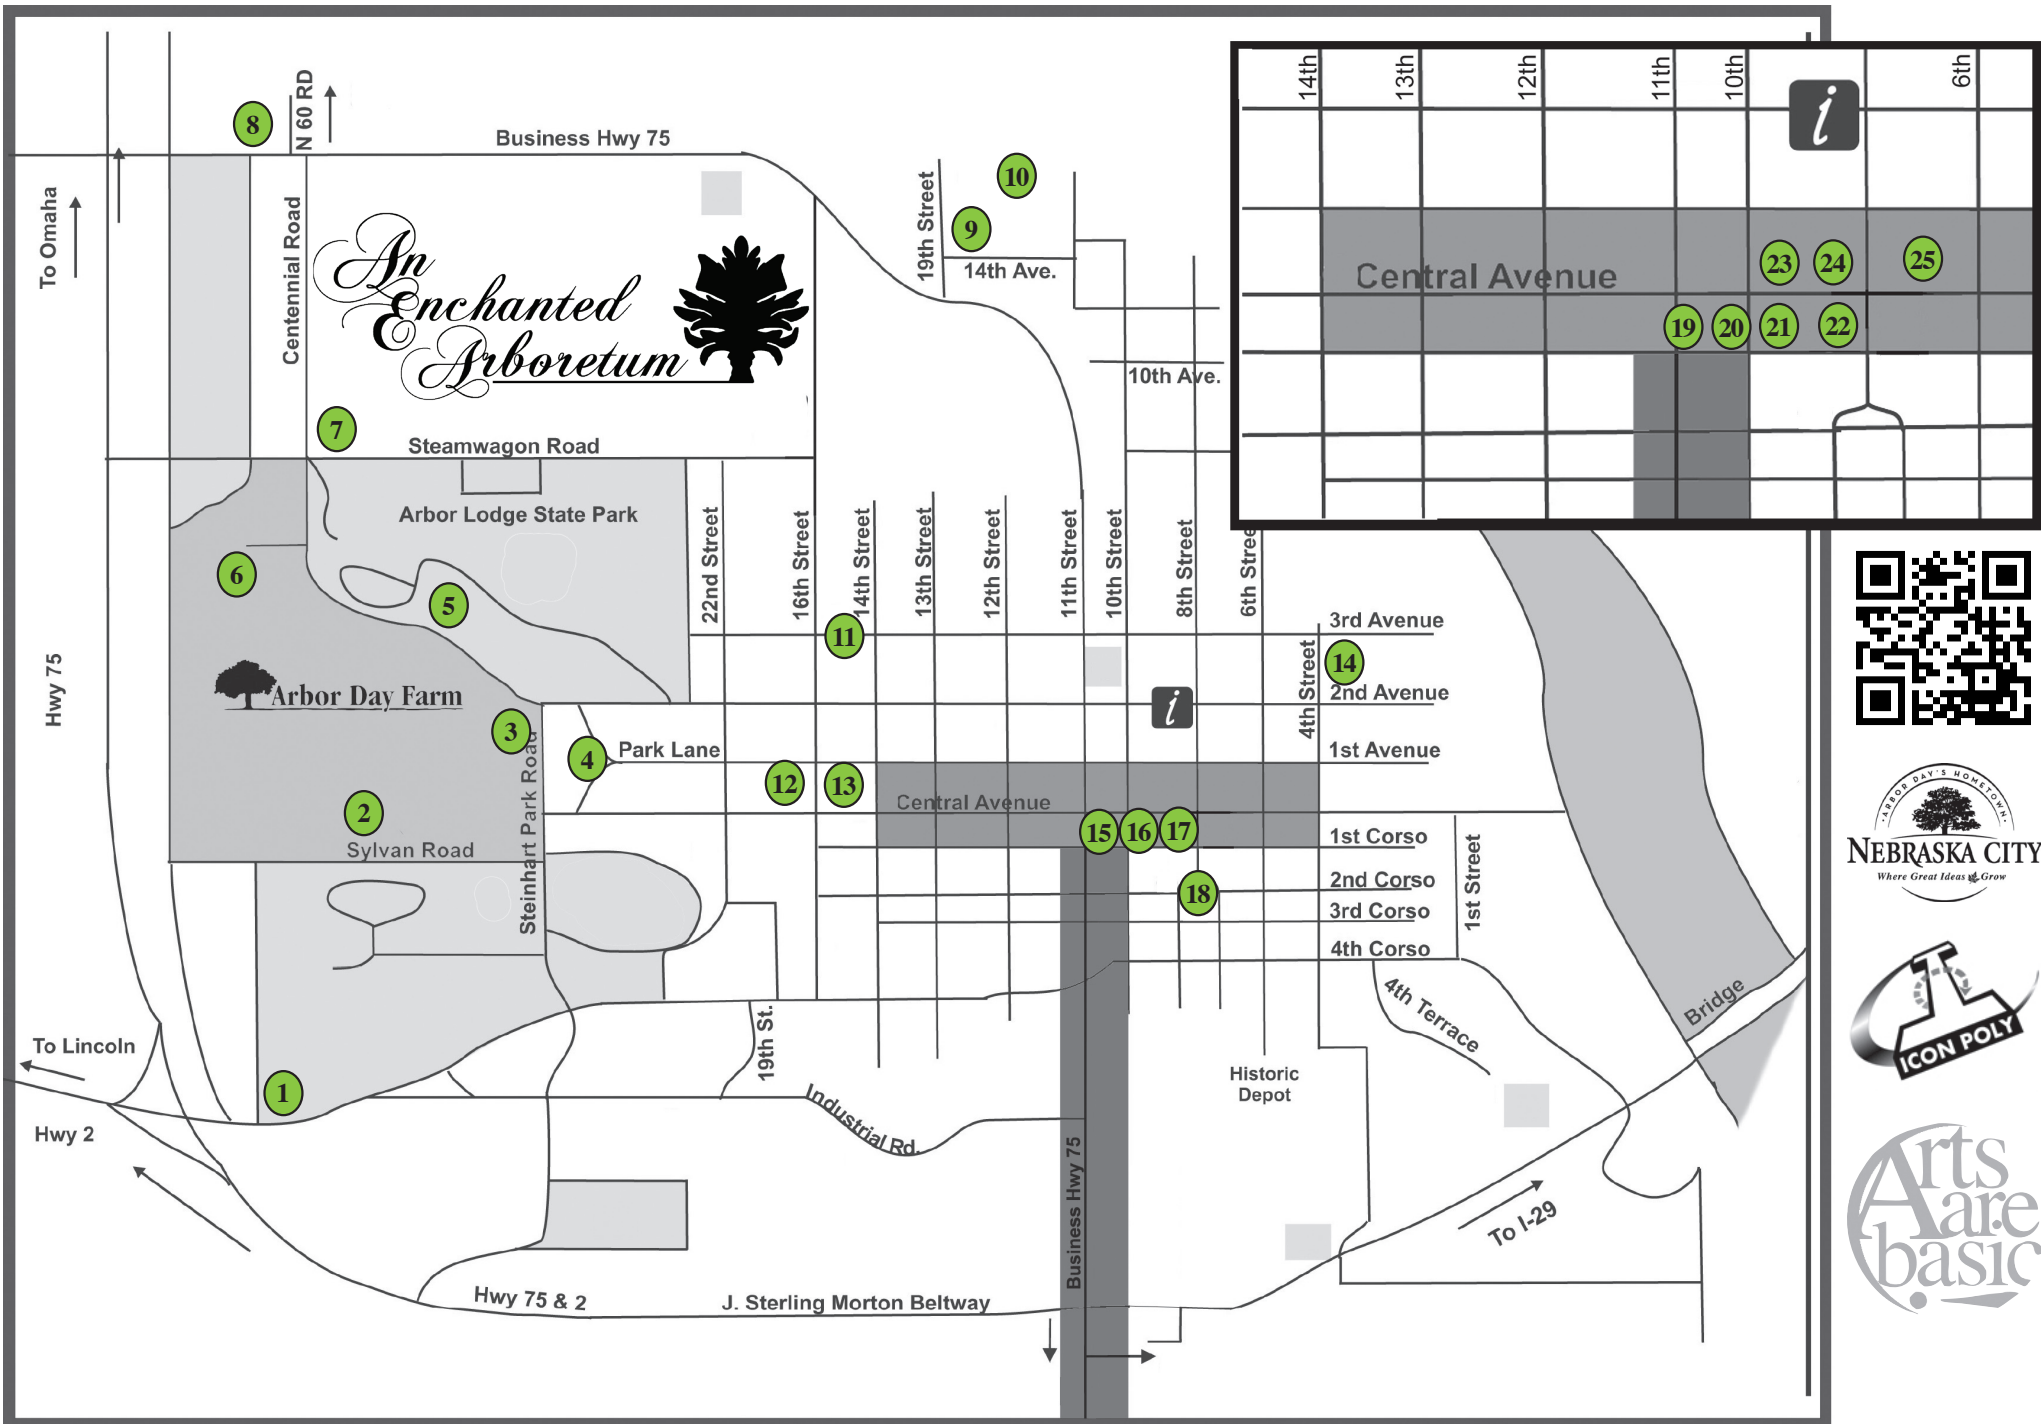 8
N 60 RD
Business Hwy 75
To Omaha
Centennial Road
An
Enchanted
Arboretum
19th Street
10
9
14th Ave.
10th Ave.
7
Steamwagon Road
Arbor Lodge State Park
14th
13th
12th
11th
10th
6th
i
Central Avenue
23
24
25
19
20
21
22
22nd Street
16th Street
14th Street
13th Street
12th Street
11th Street
10th Street
8th Street
6th Stree
6
5
11
3rd Avenue
14
4th Street
2nd Avenue
Hwy 75
Arbor Day Farm
3
i
4
Park Lane
1st Avenue
12
13
Central Avenue
2
Sylvan Road
Steinhart Park Road
15
16
17
1st Corso
18
2nd Corso
3rd Corso
4th Corso
1st Street
4th Terrace
Bridge
To Lincoln
1
Hwy 2
19th St.
Industrial Rd.
Historic
Depot
Business Hwy 75
To I-29
Hwy 75 & 2
J. Sterling Morton Beltway
ARBOR DAY'S HOMETOWN
NEBRASKA CITY
Where Great Ideas Grow
ICON POLY
Arts
are
basic